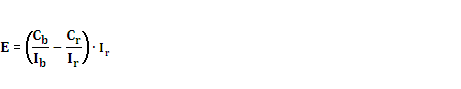 E = (C_b/I_b − C_r/I_r) · I_r